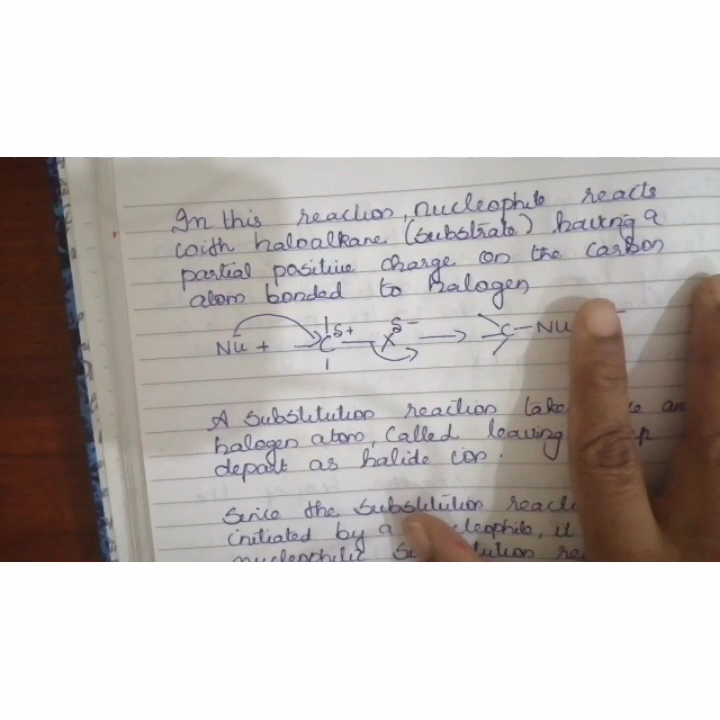 In this reaction, nucleophile reacts
with haloalkane (substrate) having a
partial positive charge on the carbon
atom bonded to halogen
Nu + C δ+ X δ- → C-NU
A substitution reaction
halogen atom, called leaving
depart as halide ion.
Since the substitution
initiated by a it